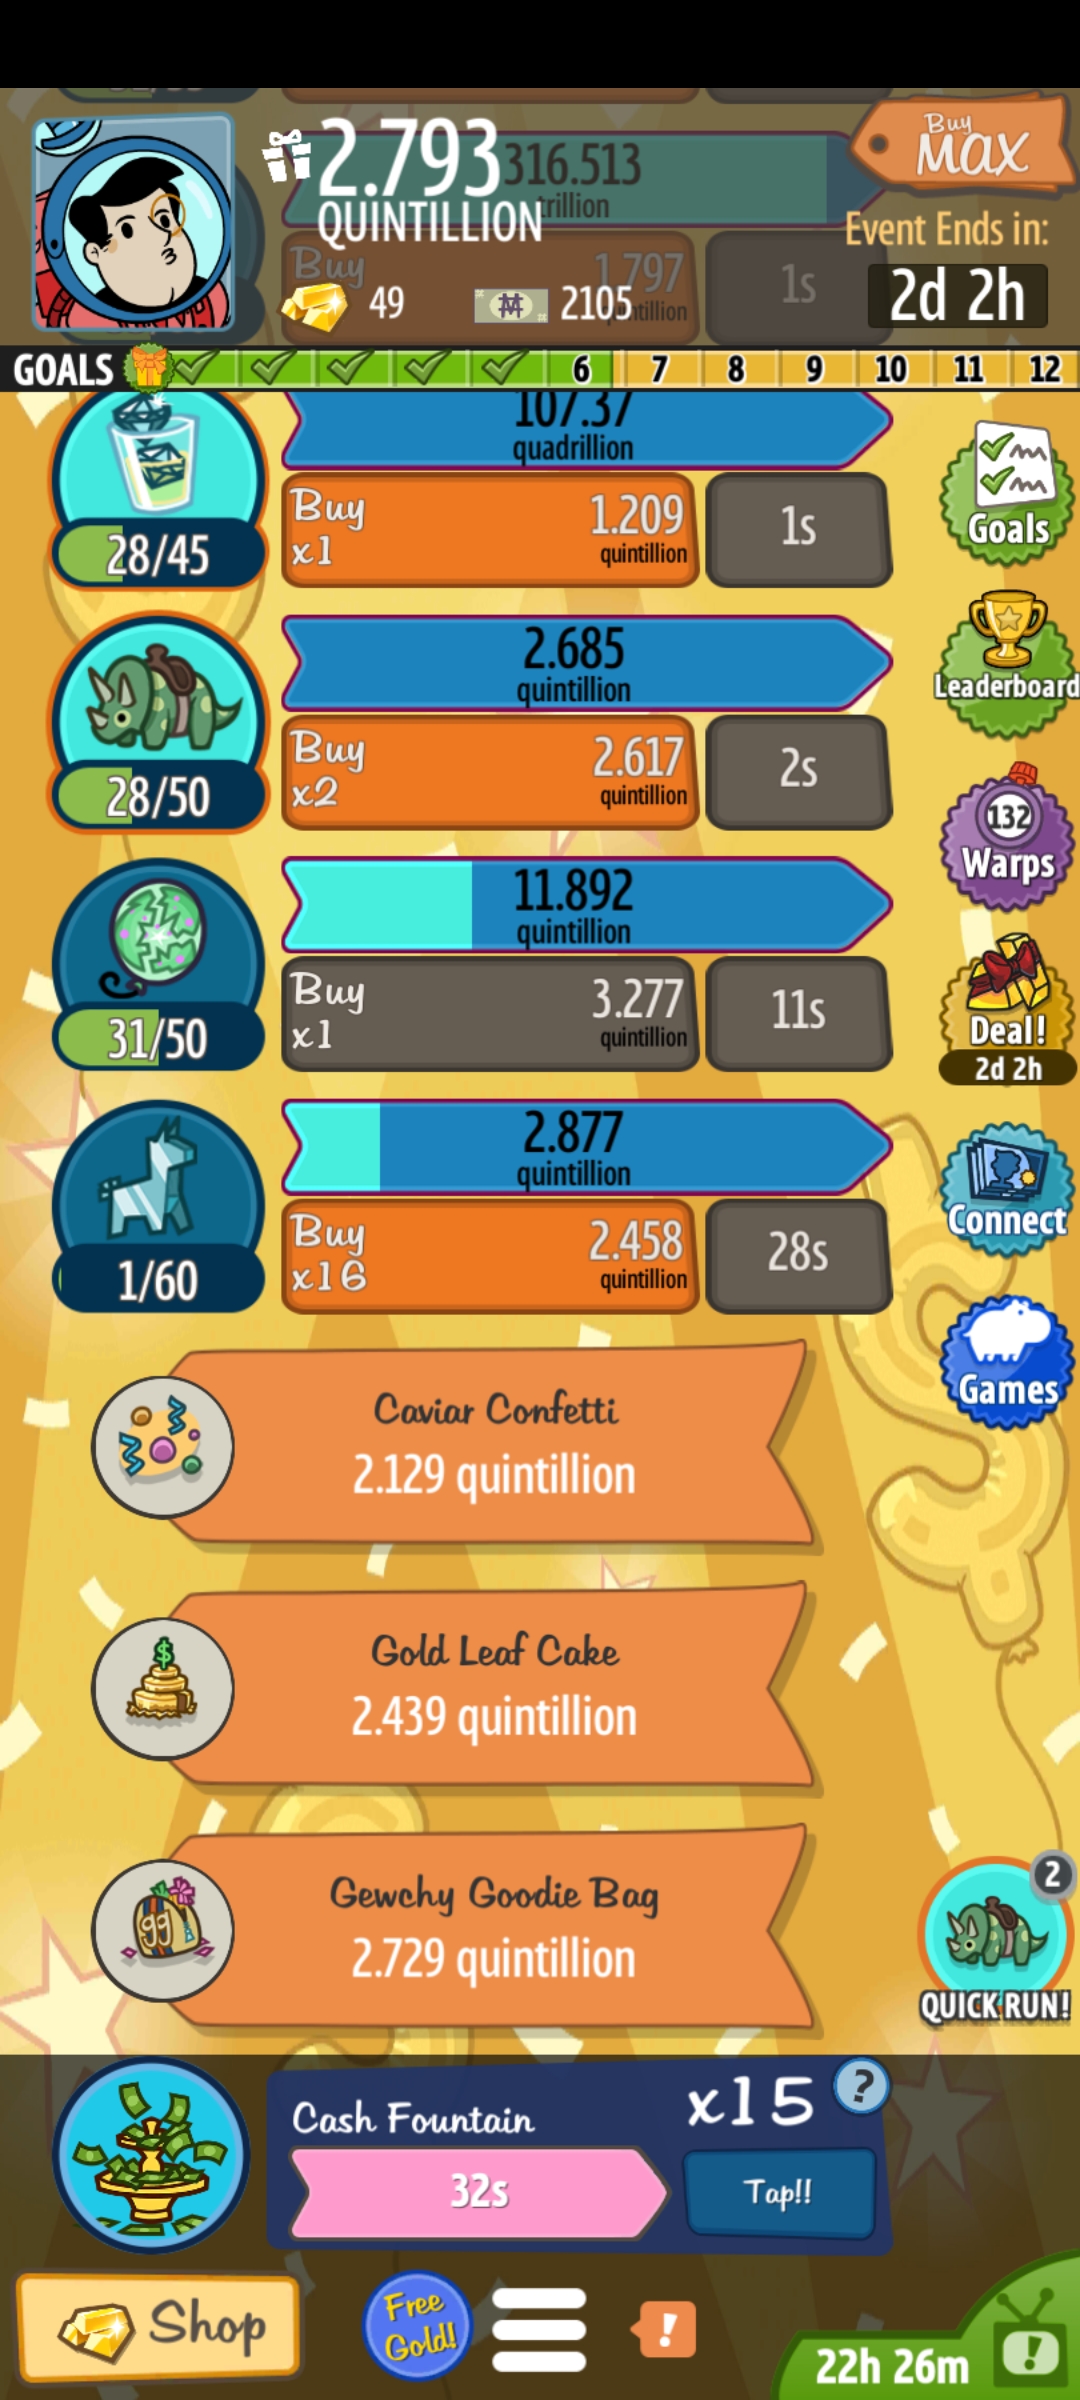 2.793
316.513
QUINTILLION
trillion
Buy
MAX
Event Ends in:
2d 2h
Buy
1.797
1s
49
2105
GOALS 6 7 8 9 10 11 12
107.37
quadrillion
28/45
Buy
x1
1.209
quintillion
1s
Goals
2.685
quintillion
28/50
Buy
x2
2.617
quintillion
2s
Leaderboard
132
Warps
11.892
quintillion
31/50
Buy
x1
3.277
quintillion
11s
Deal!
2d 2h
2.877
quintillion
1/60
Buy
x16
2.458
quintillion
28s
Connect
Games
Caviar Confetti
2.129 quintillion
$
Gold Leaf Cake
2.439 quintillion
Gewchy Goodie Bag
2.729 quintillion
2
QUICK RUN!
Cash Fountain
x15
?
32s
Tap!!
Shop
Free
Gold!
!
22h 26m
!